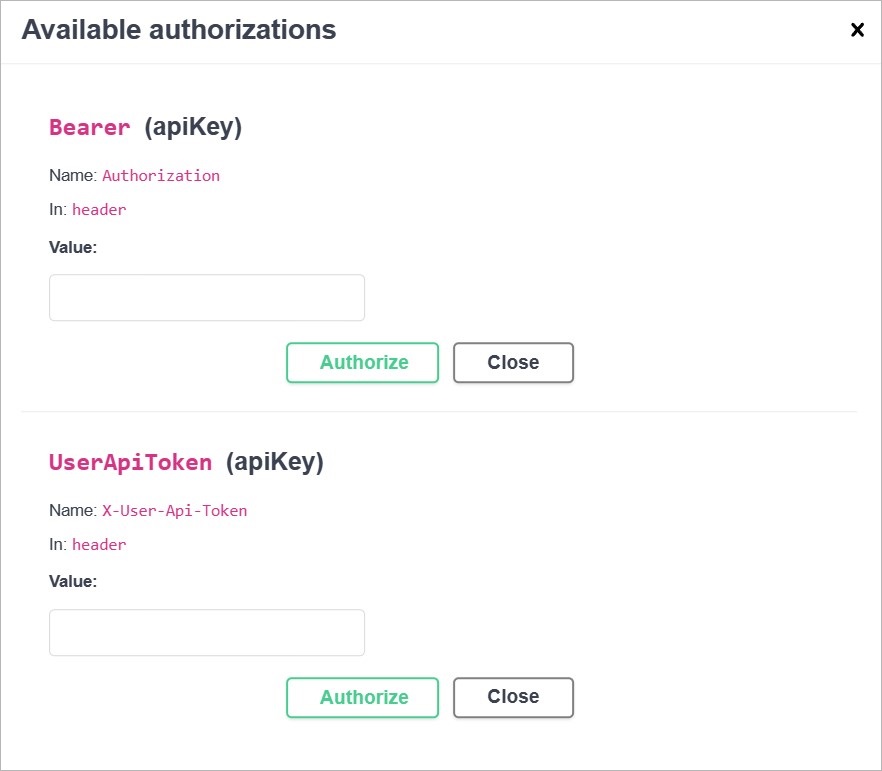 Available authorizations
Bearer (apiKey)
Name: Authorization
In: header
Value:
Authorize Close
UserApiToken (apiKey)
Name: X-User-Api-Token
In: header
Value:
Authorize Close